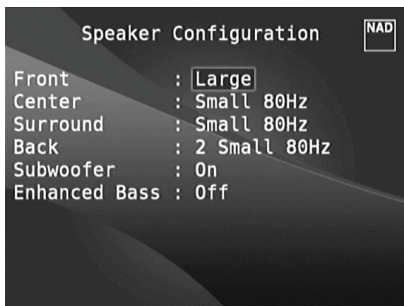 Speaker Configuration
NAD
Front : Large
Center : Small 80Hz
Surround : Small 80Hz
Back : 2 Small 80Hz
Subwoofer : On
Enhanced Bass : Off